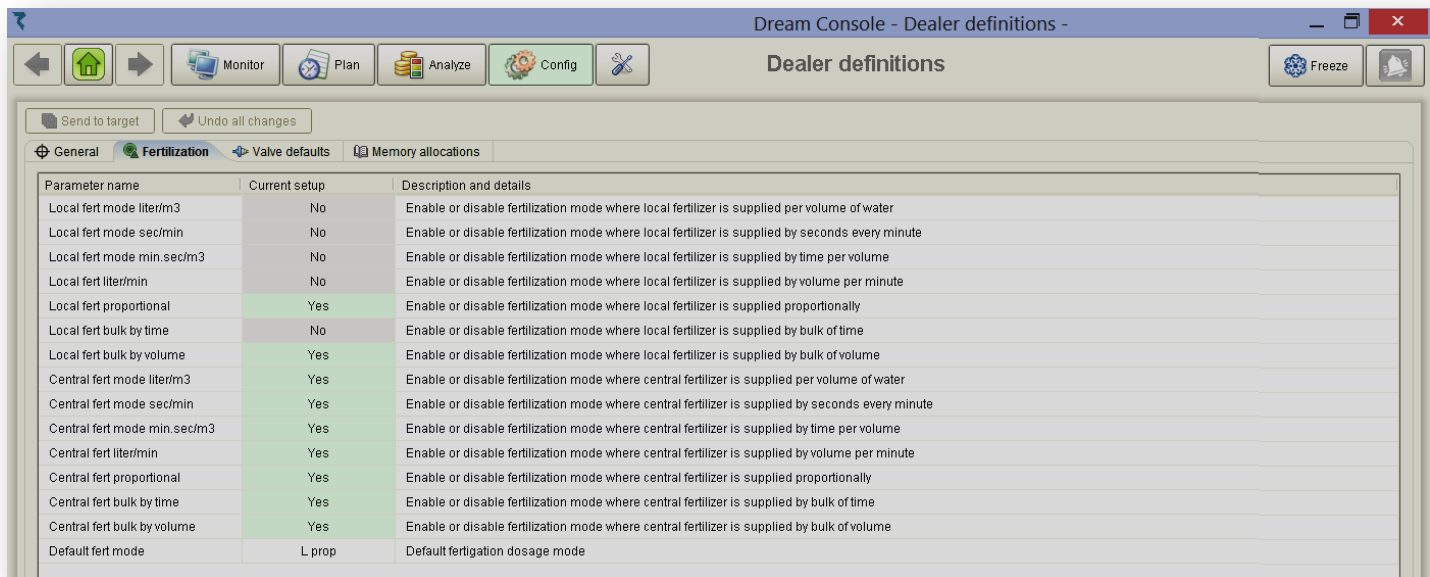 Dream Console - Dealer definitions -
Monitor Plan Analyze Config Dealer definitions Freeze
Send to target Undo all changes
General Fertilization Valve defaults Memory allocations
Parameter name Current setup Description and details
Local fert mode liter/m3 No Enable or disable fertilization mode where local fertilizer is supplied per volume of water
Local fert mode sec/min No Enable or disable fertilization mode where local fertilizer is supplied by seconds every minute
Local fert mode min.sec/m3 No Enable or disable fertilization mode where local fertilizer is supplied by time per volume
Local fert liter/min No Enable or disable fertilization mode where local fertilizer is supplied by volume per minute
Local fert proportional Yes Enable or disable fertilization mode where local fertilizer is supplied proportionally
Local fert bulk by time No Enable or disable fertilization mode where local fertilizer is supplied by bulk of time
Local fert bulk by volume Yes Enable or disable fertilization mode where local fertilizer is supplied by bulk of volume
Central fert mode liter/m3 Yes Enable or disable fertilization mode where central fertilizer is supplied per volume of water
Central fert mode sec/min Yes Enable or disable fertilization mode where central fertilizer is supplied by seconds every minute
Central fert mode min.sec/m3 Yes Enable or disable fertilization mode where central fertilizer is supplied by time per volume
Central fert liter/min Yes Enable or disable fertilization mode where central fertilizer is supplied by volume per minute
Central fert proportional Yes Enable or disable fertilization mode where central fertilizer is supplied proportionally
Central fert bulk by time Yes Enable or disable fertilization mode where central fertilizer is supplied by bulk of time
Central fert bulk by volume Yes Enable or disable fertilization mode where central fertilizer is supplied by bulk of volume
Default fert mode L prop Default fertigation dosage mode